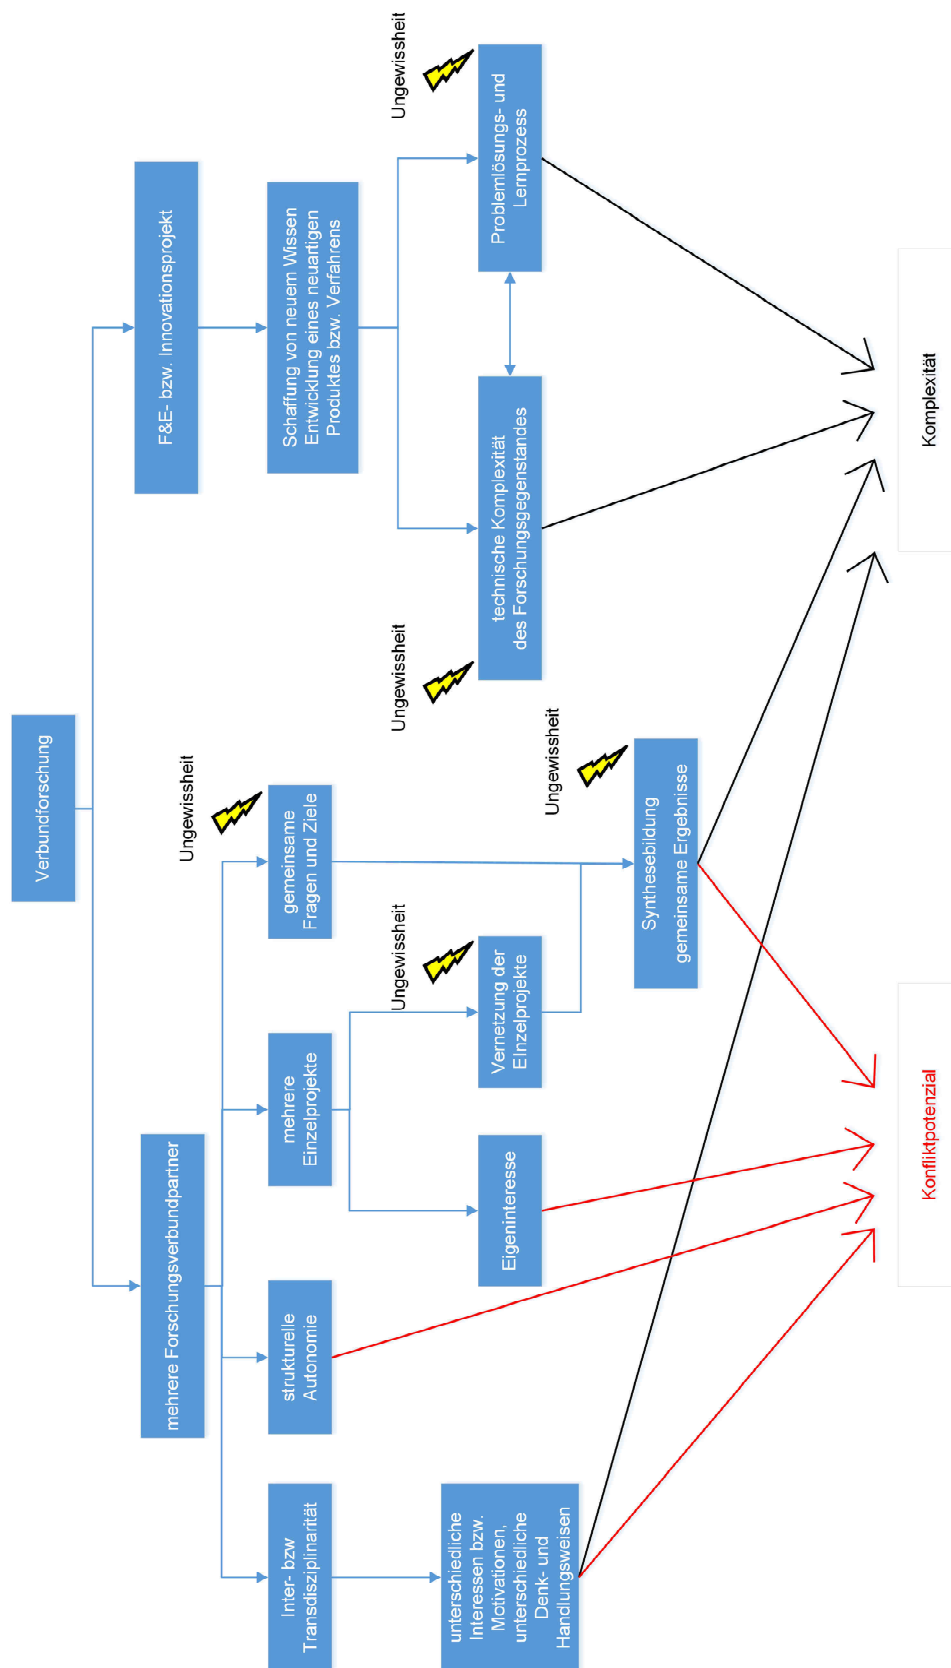 Verbundforschung
mehrere Forschungsverbundpartner
F&E- bzw. Innovationsprojekt
Inter- bzw
Transdisziplinarität
strukturelle
Autonomie
mehrere
Einzelprojekte
Ungewissheit
gemeinsame
Fragen und Ziele
Schaffung von neuem Wissen
Entwicklung eines neuartigen
Produktes bzw. Verfahrens
unterschiedliche
Interessen bzw.
Motivationen,
unterschiedliche
Denk- und
Handlungsweisen
Eigeninteresse
Ungewissheit
Vernetzung der
EInzelprojekte
Ungewissheit
technische Komplexität
des Forschungsgegenstandes
Ungewissheit
Problemlösungs- und
Lernprozess
Ungewissheit
Synthesebildung
gemeinsame Ergebnisse
Konfliktpotenzial
Komplexität